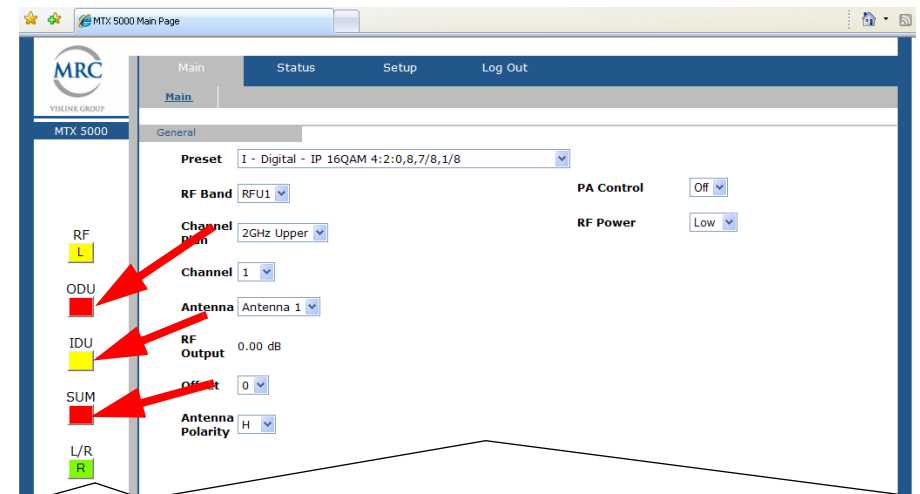 MTX 5000 Main Page
MRC
VISLINK GROUP
Main Status Setup Log Out
Main
MTX 5000
General
Preset I - Digital - IP 16QAM 4:2:0,8,7/8,1/8
RF Band RFU1
PA Control Off
Channel Plan 2GHz Upper
RF Power Low
RF
L
Channel 1
ODU
Antenna Antenna 1
IDU
RF Output 0.00 dB
Offset 0
SUM
Antenna Polarity H
L/R
R